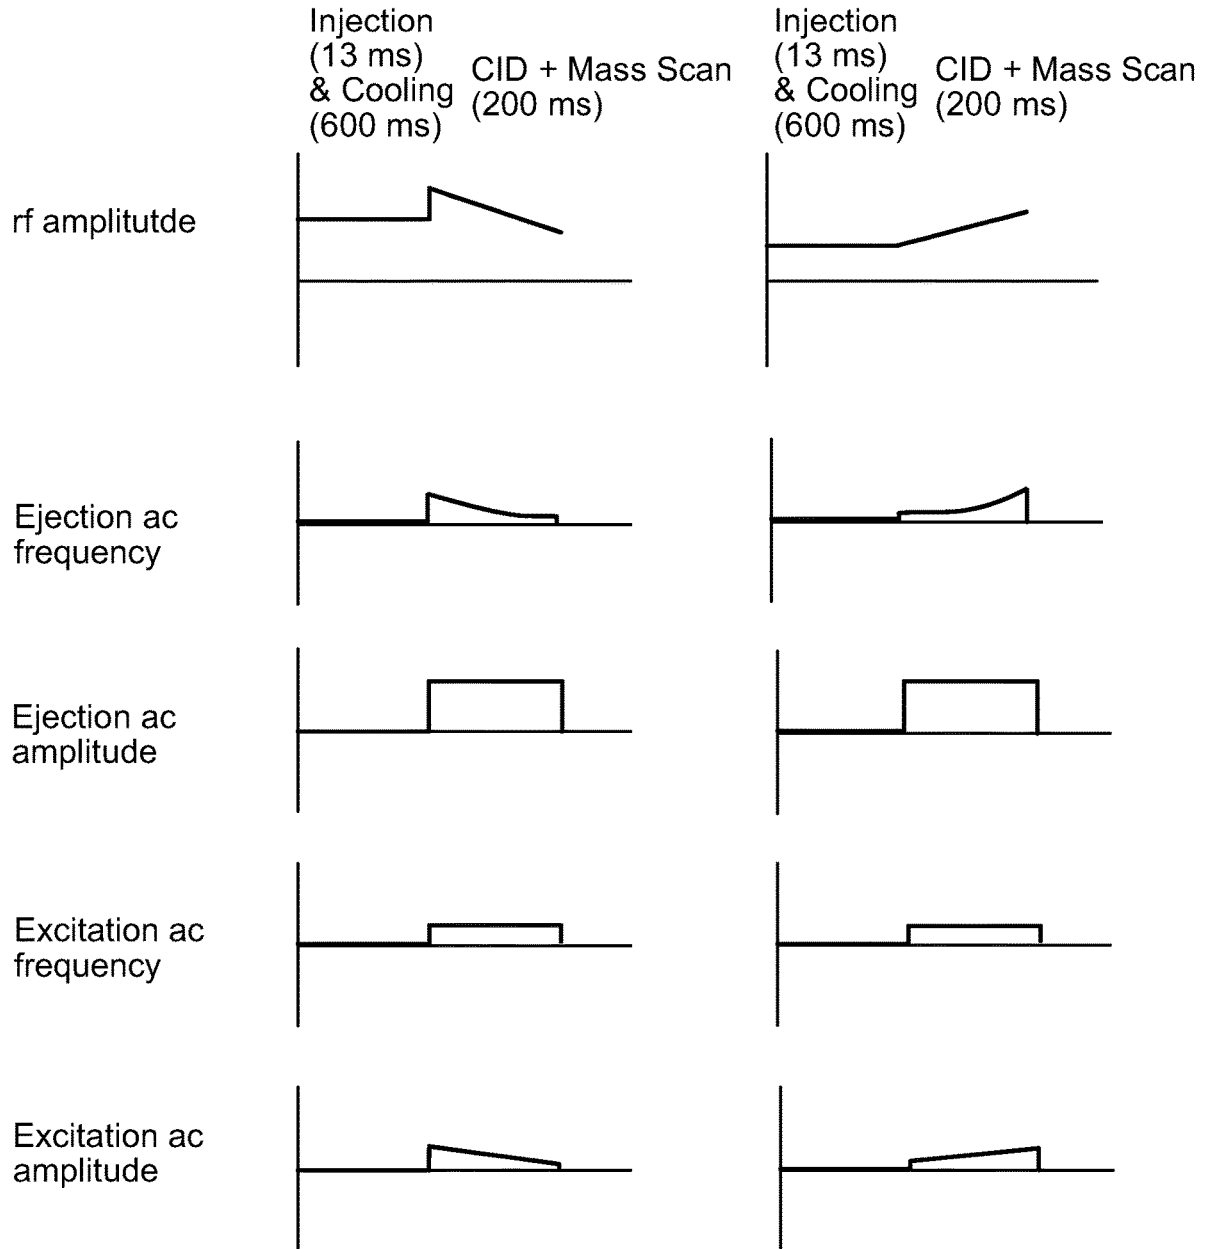 Injection
(13 ms)
& Cooling
(600 ms)
CID + Mass Scan
(200 ms)
Injection
(13 ms)
& Cooling
(600 ms)
CID + Mass Scan
(200 ms)
rf amplitutde
Ejection ac
frequency
Ejection ac
amplitude
Excitation ac
frequency
Excitation ac
amplitude